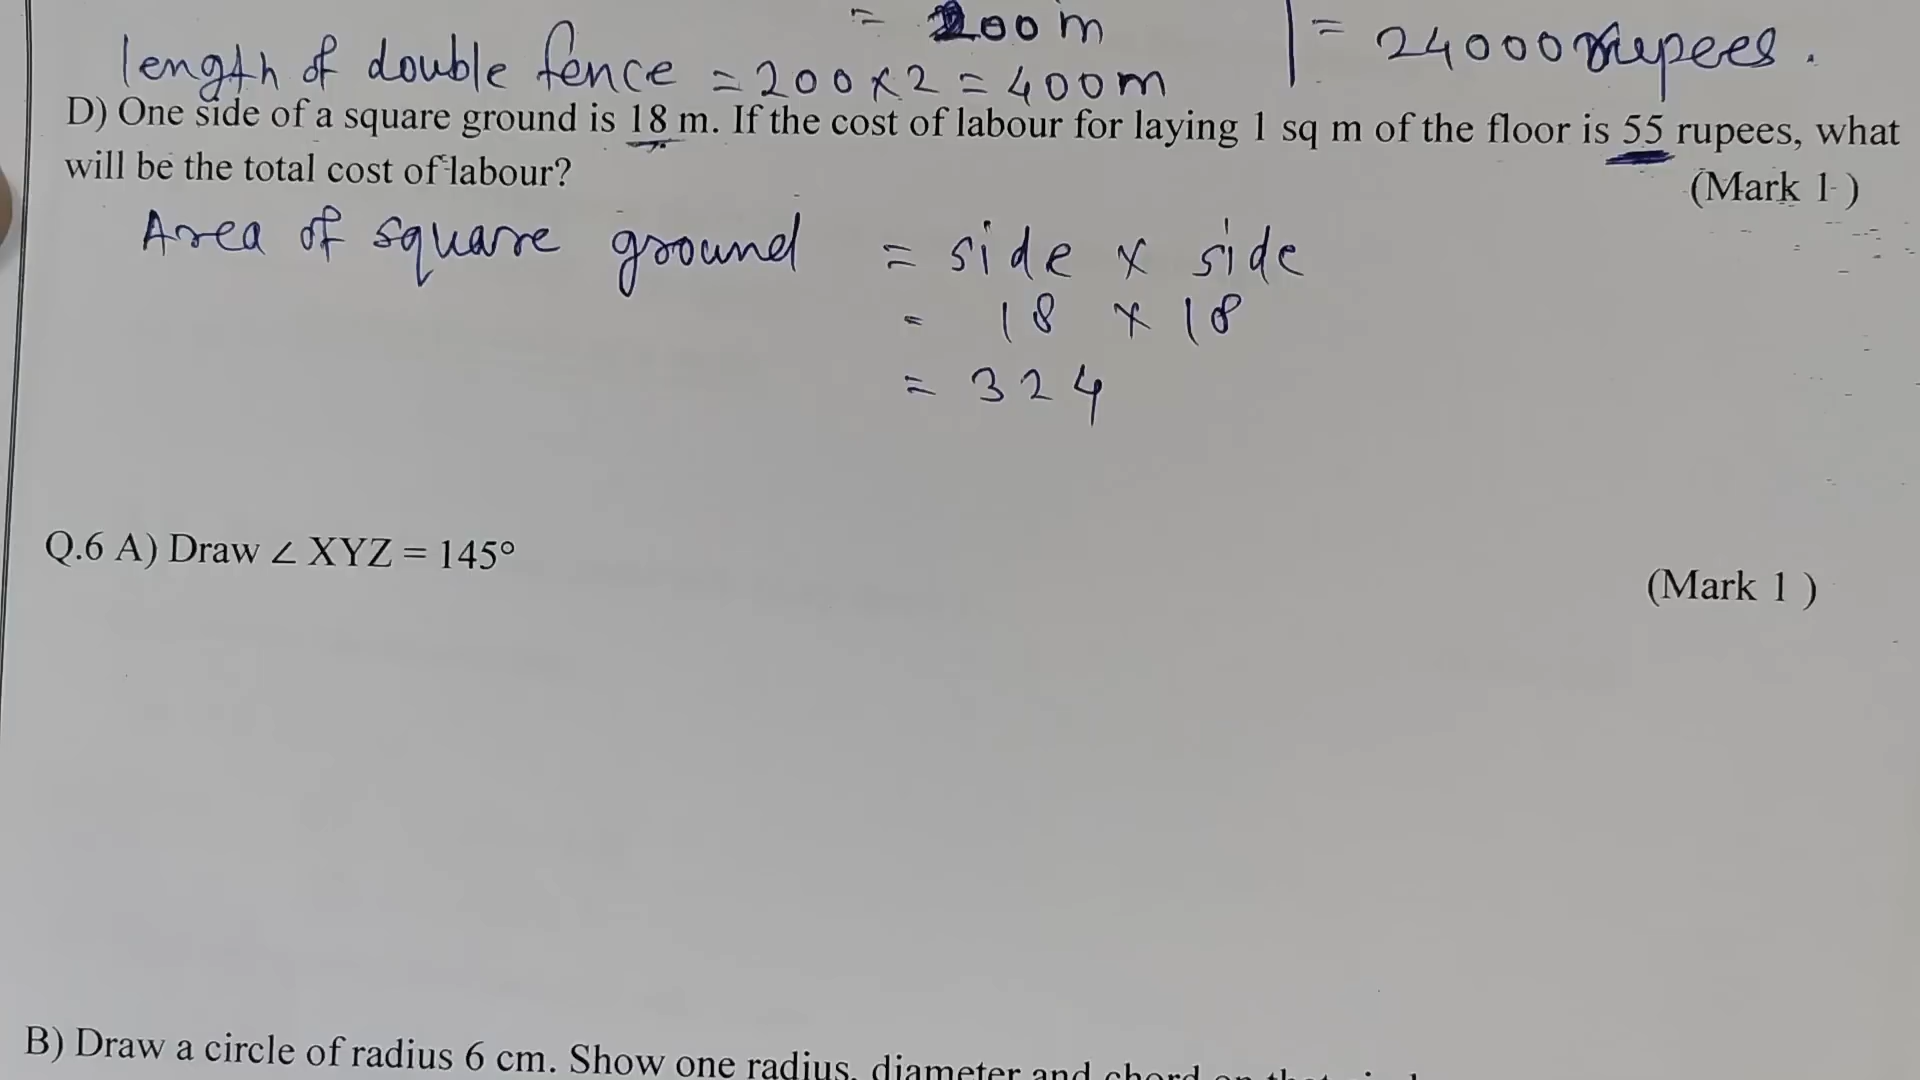 = 200 m
= 24000 rupees.
length of double fence = 200 x 2 = 400m
D) One side of a square ground is 18 m. If the cost of labour for laying 1 sq m of the floor is 55 rupees, what
will be the total cost of labour?
(Mark 1 )
Area of square ground = side x side
= 18 x 18
= 324
Q.6 A) Draw ∠ XYZ = 145°
(Mark 1 )
B) Draw a circle of radius 6 cm. Show one radius, diameter and chord on that